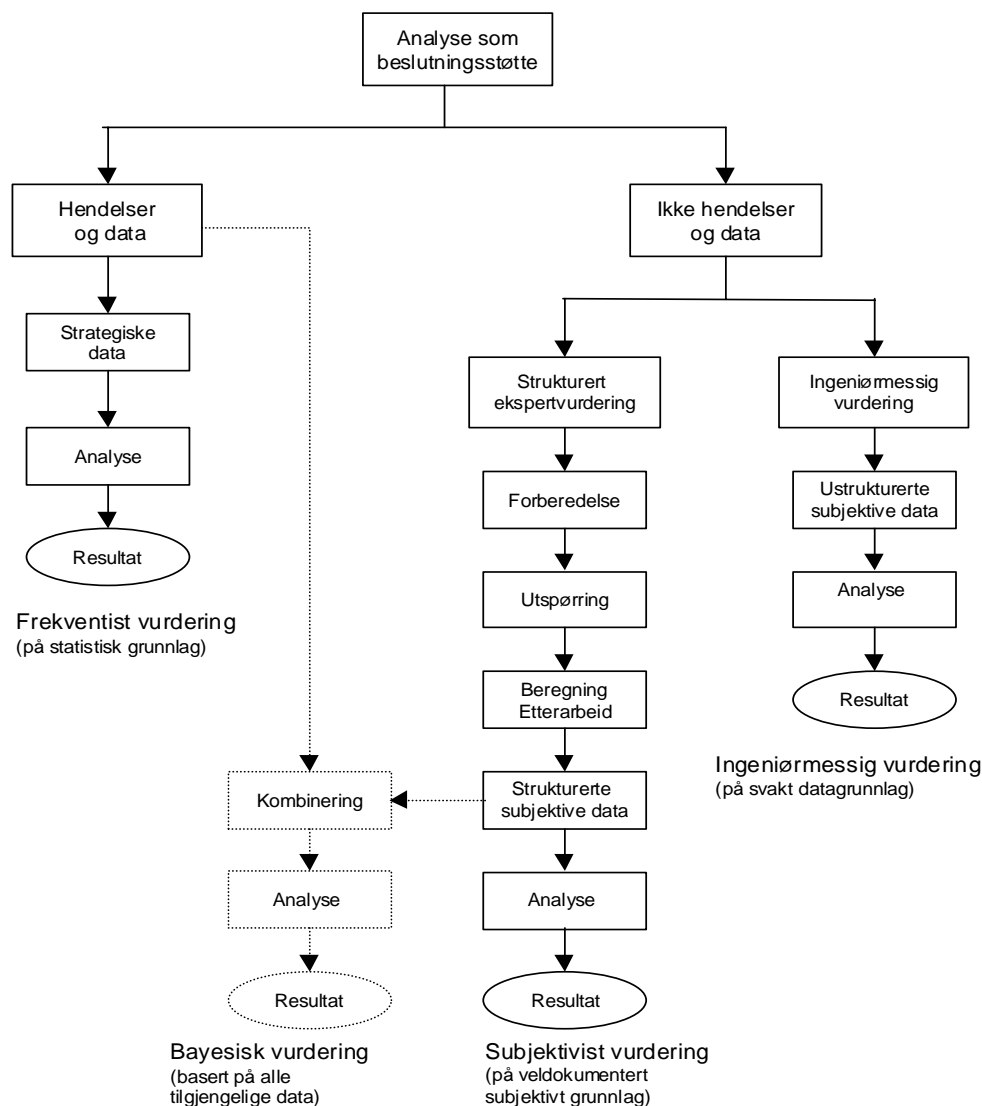 Analyse som
beslutningsstøtte
Hendelser
og data
Ikke hendelser
og data
Strategiske
data
Strukturert
ekspertvurdering
Ingeniørmessig
vurdering
Analyse
Forberedelse
Ustrukturerte
subjektive data
Resultat
Utspørring
Analyse
Frekventist vurdering
(på statistisk grunnlag)
Beregning
Etterarbeid
Resultat
Ingeniørmessig vurdering
(på svakt datagrunnlag)
Kombinering
Strukturerte
subjektive data
Analyse
Analyse
Resultat
Resultat
Bayesisk vurdering
(basert på alle
tilgjengelige data)
Subjektivist vurdering
(på veldokumentert
subjektivt grunnlag)